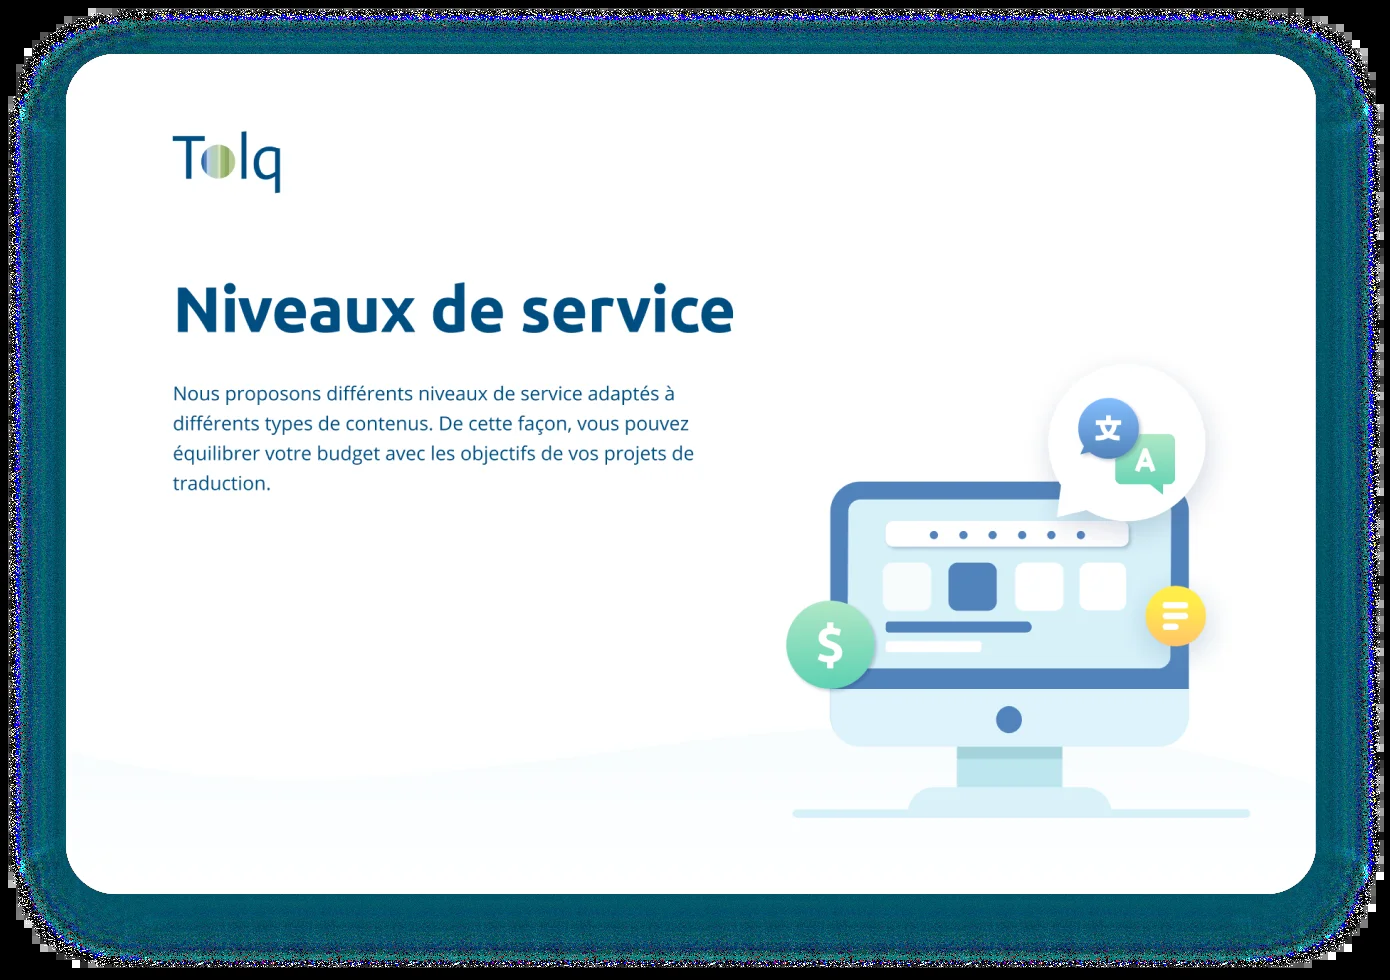 Tolq
Niveaux de service
Nous proposons différents niveaux de service adaptés à
différents types de contenus. De cette façon, vous pouvez
équilibrer votre budget avec les objectifs de vos projets de
traduction.
文
A
$